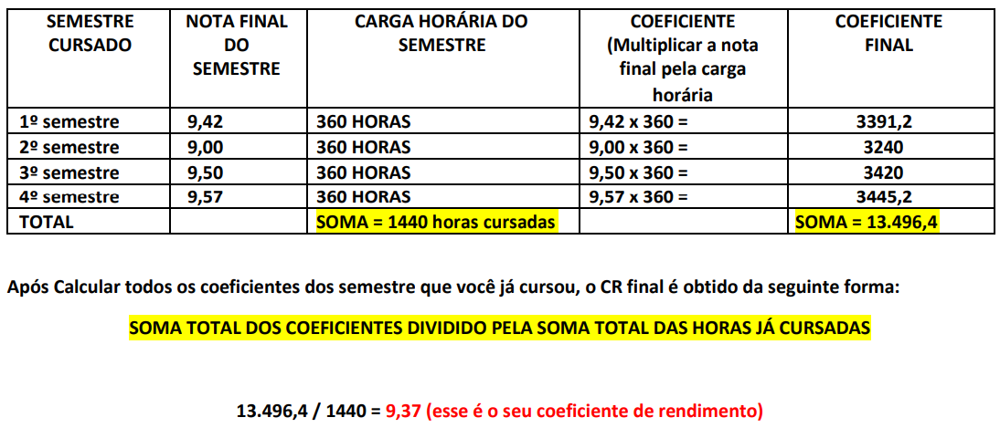 SEMESTRE CURSADO | NOTA FINAL DO SEMESTRE | CARGA HORÁRIA DO SEMESTRE | COEFICIENTE (Multiplicar a nota final pela carga horária | COEFICIENTE FINAL
1º semestre | 9,42 | 360 HORAS | 9,42 x 360 = | 3391,2
2º semestre | 9,00 | 360 HORAS | 9,00 x 360 = | 3240
3º semestre | 9,50 | 360 HORAS | 9,50 x 360 = | 3420
4º semestre | 9,57 | 360 HORAS | 9,57 x 360 = | 3445,2
TOTAL | | SOMA = 1440 horas cursadas | | SOMA = 13.496,4
Após Calcular todos os coeficientes dos semestre que você já cursou, o CR final é obtido da seguinte forma:
SOMA TOTAL DOS COEFICIENTES DIVIDIDO PELA SOMA TOTAL DAS HORAS JÁ CURSADAS
13.496,4 / 1440 = 9,37 (esse é o seu coeficiente de rendimento)